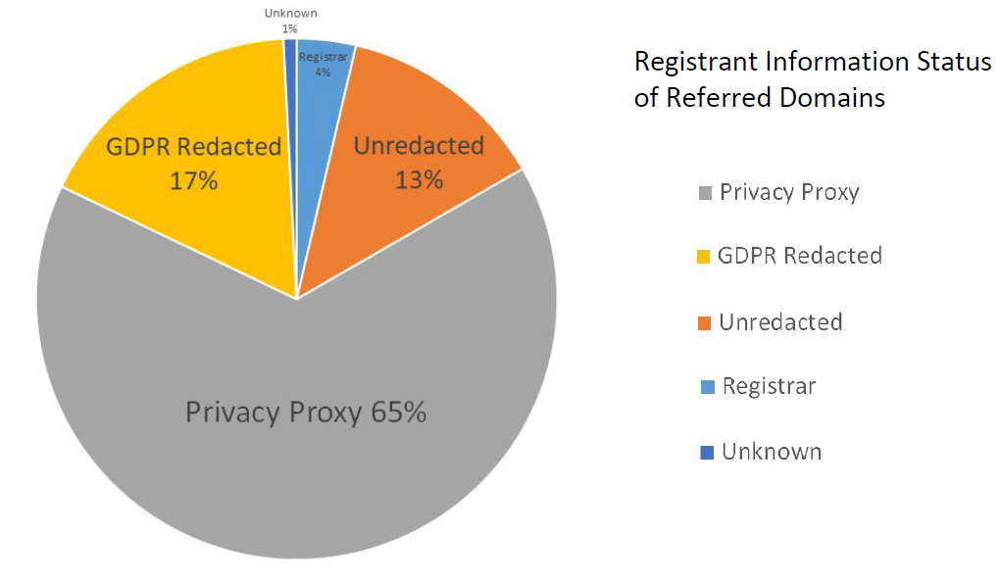 Unknown
1%
Registrar
4%
GDPR Redacted
17%
Unredacted
13%
Privacy Proxy 65%
Registrant Information Status
of Referred Domains
Privacy Proxy
GDPR Redacted
Unredacted
Registrar
Unknown